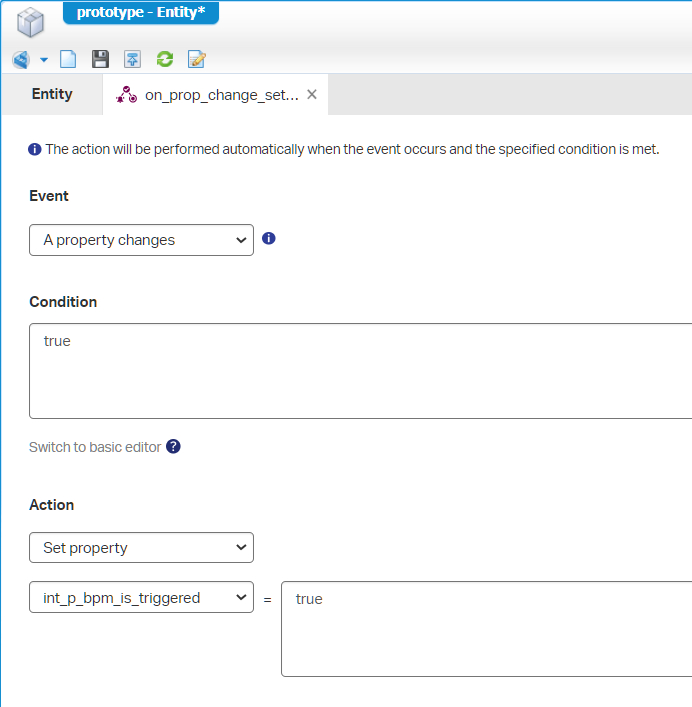 prototype - Entity*
Entity
on_prop_change_set...
The action will be performed automatically when the event occurs and the specified condition is met.
Event
A property changes
Condition
true
Switch to basic editor
Action
Set property
int_p_bpm_is_triggered = true